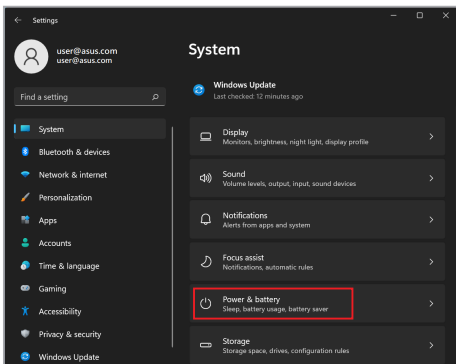 Settings
user@asus.com
user@asus.com
Find a setting
System
Bluetooth & devices
Network & internet
Personalization
Apps
Accounts
Time & language
Gaming
Accessibility
Privacy & security
Windows Update
System
Windows Update
Last checked: 12 minutes ago
Display
Monitors, brightness, night light, display profile
Sound
Volume levels, output, input, sound devices
Notifications
Alerts from apps and system
Focus assist
Notifications, automatic rules
Power & battery
Sleep, battery usage, battery saver
Storage
Storage space, drives, configuration rules